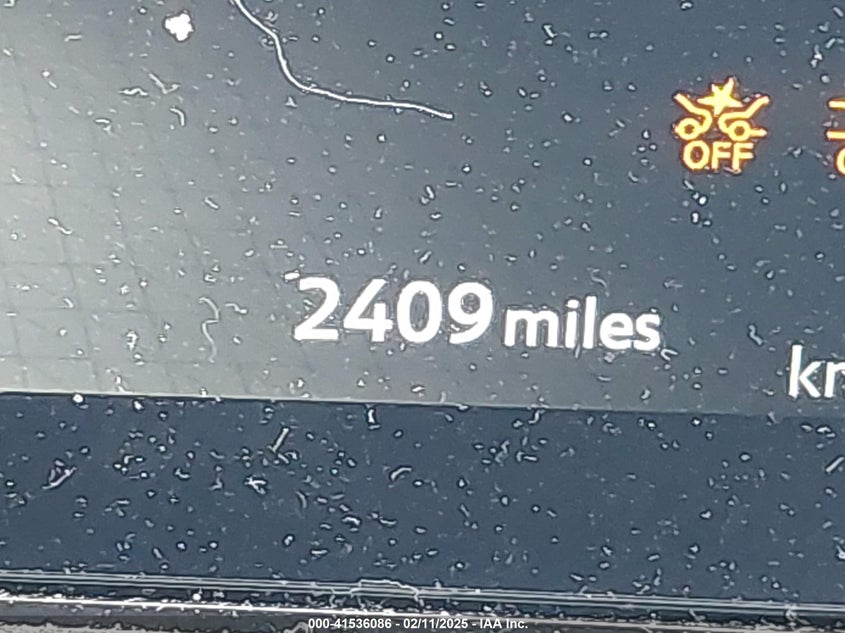 OFF
2409 miles
000-41536086 - 02/11/2025 - IAA Inc.